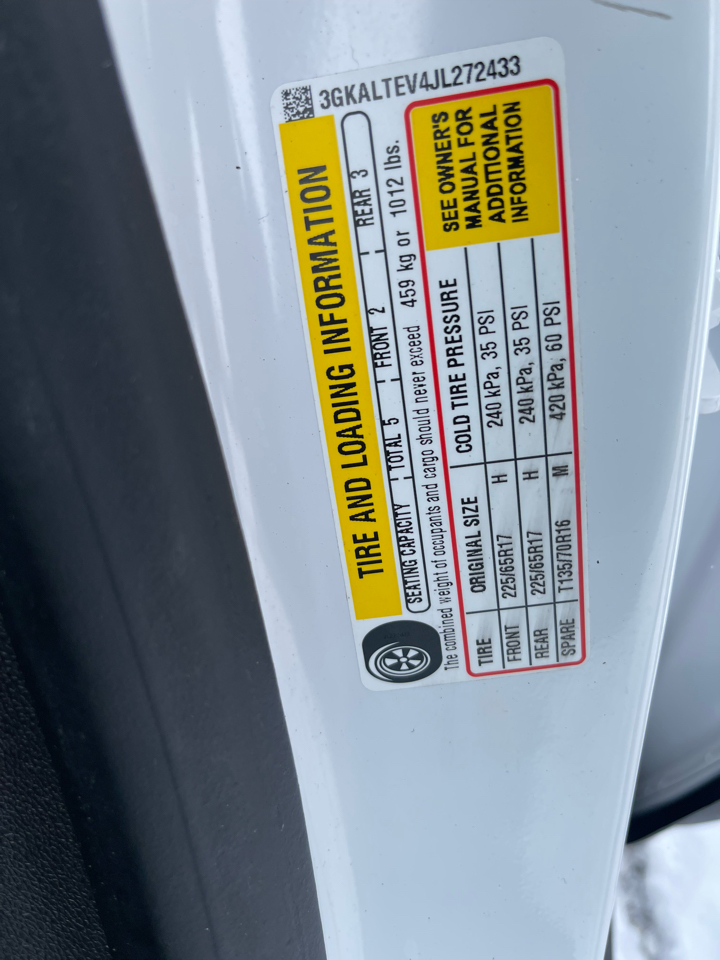 3GKALTEV4JL272433
TIRE AND LOADING INFORMATION
SEATING CAPACITY TOTAL 5 FRONT 2 REAR 3
The combined weight of occupants and cargo should never exceed 459 kg or 1012 lbs.
TIRE ORIGINAL SIZE COLD TIRE PRESSURE
FRONT 225/65R17 H 240 kPa, 35 PSI
REAR 225/65R17 H 240 kPa, 35 PSI
SPARE T135/70R16 M 420 kPa, 60 PSI
SEE OWNER'S
MANUAL FOR
ADDITIONAL
INFORMATION